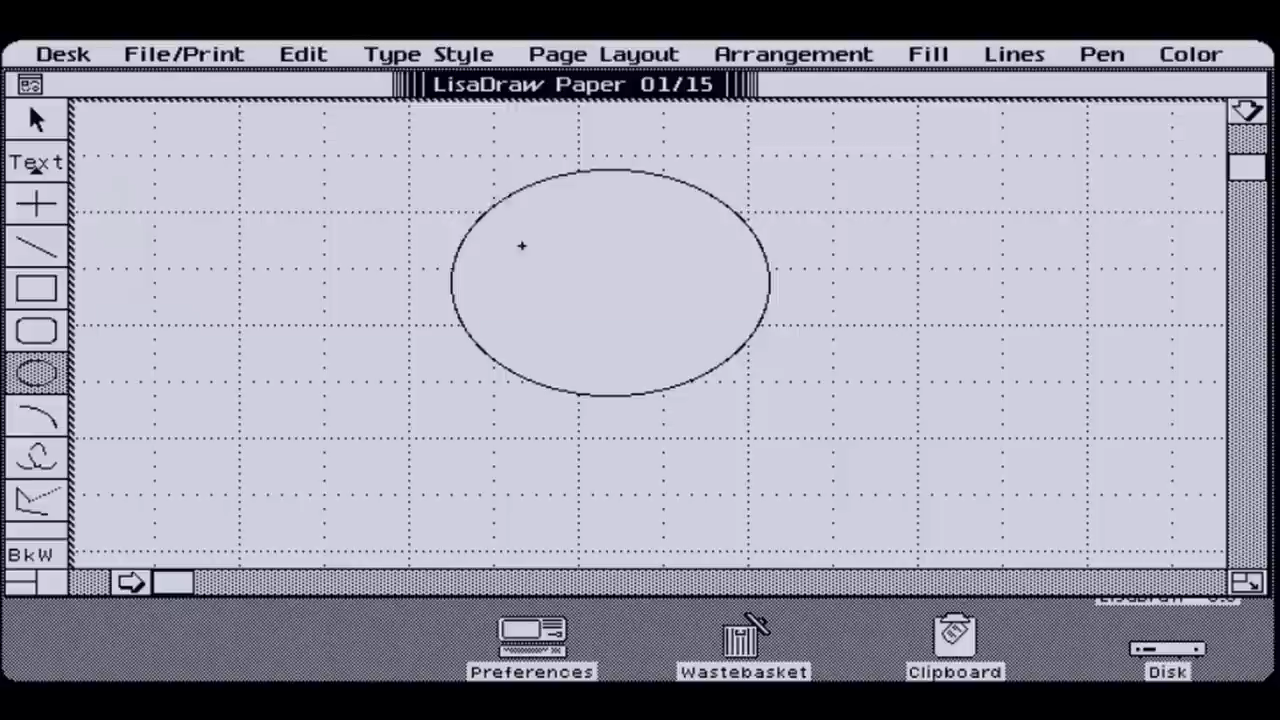 Desk File/Print Edit Type Style Page Layout Arrangement Fill Lines Pen Color
LisaDraw Paper 01/15
Text
BkW
Preferences Wastebasket Clipboard Disk